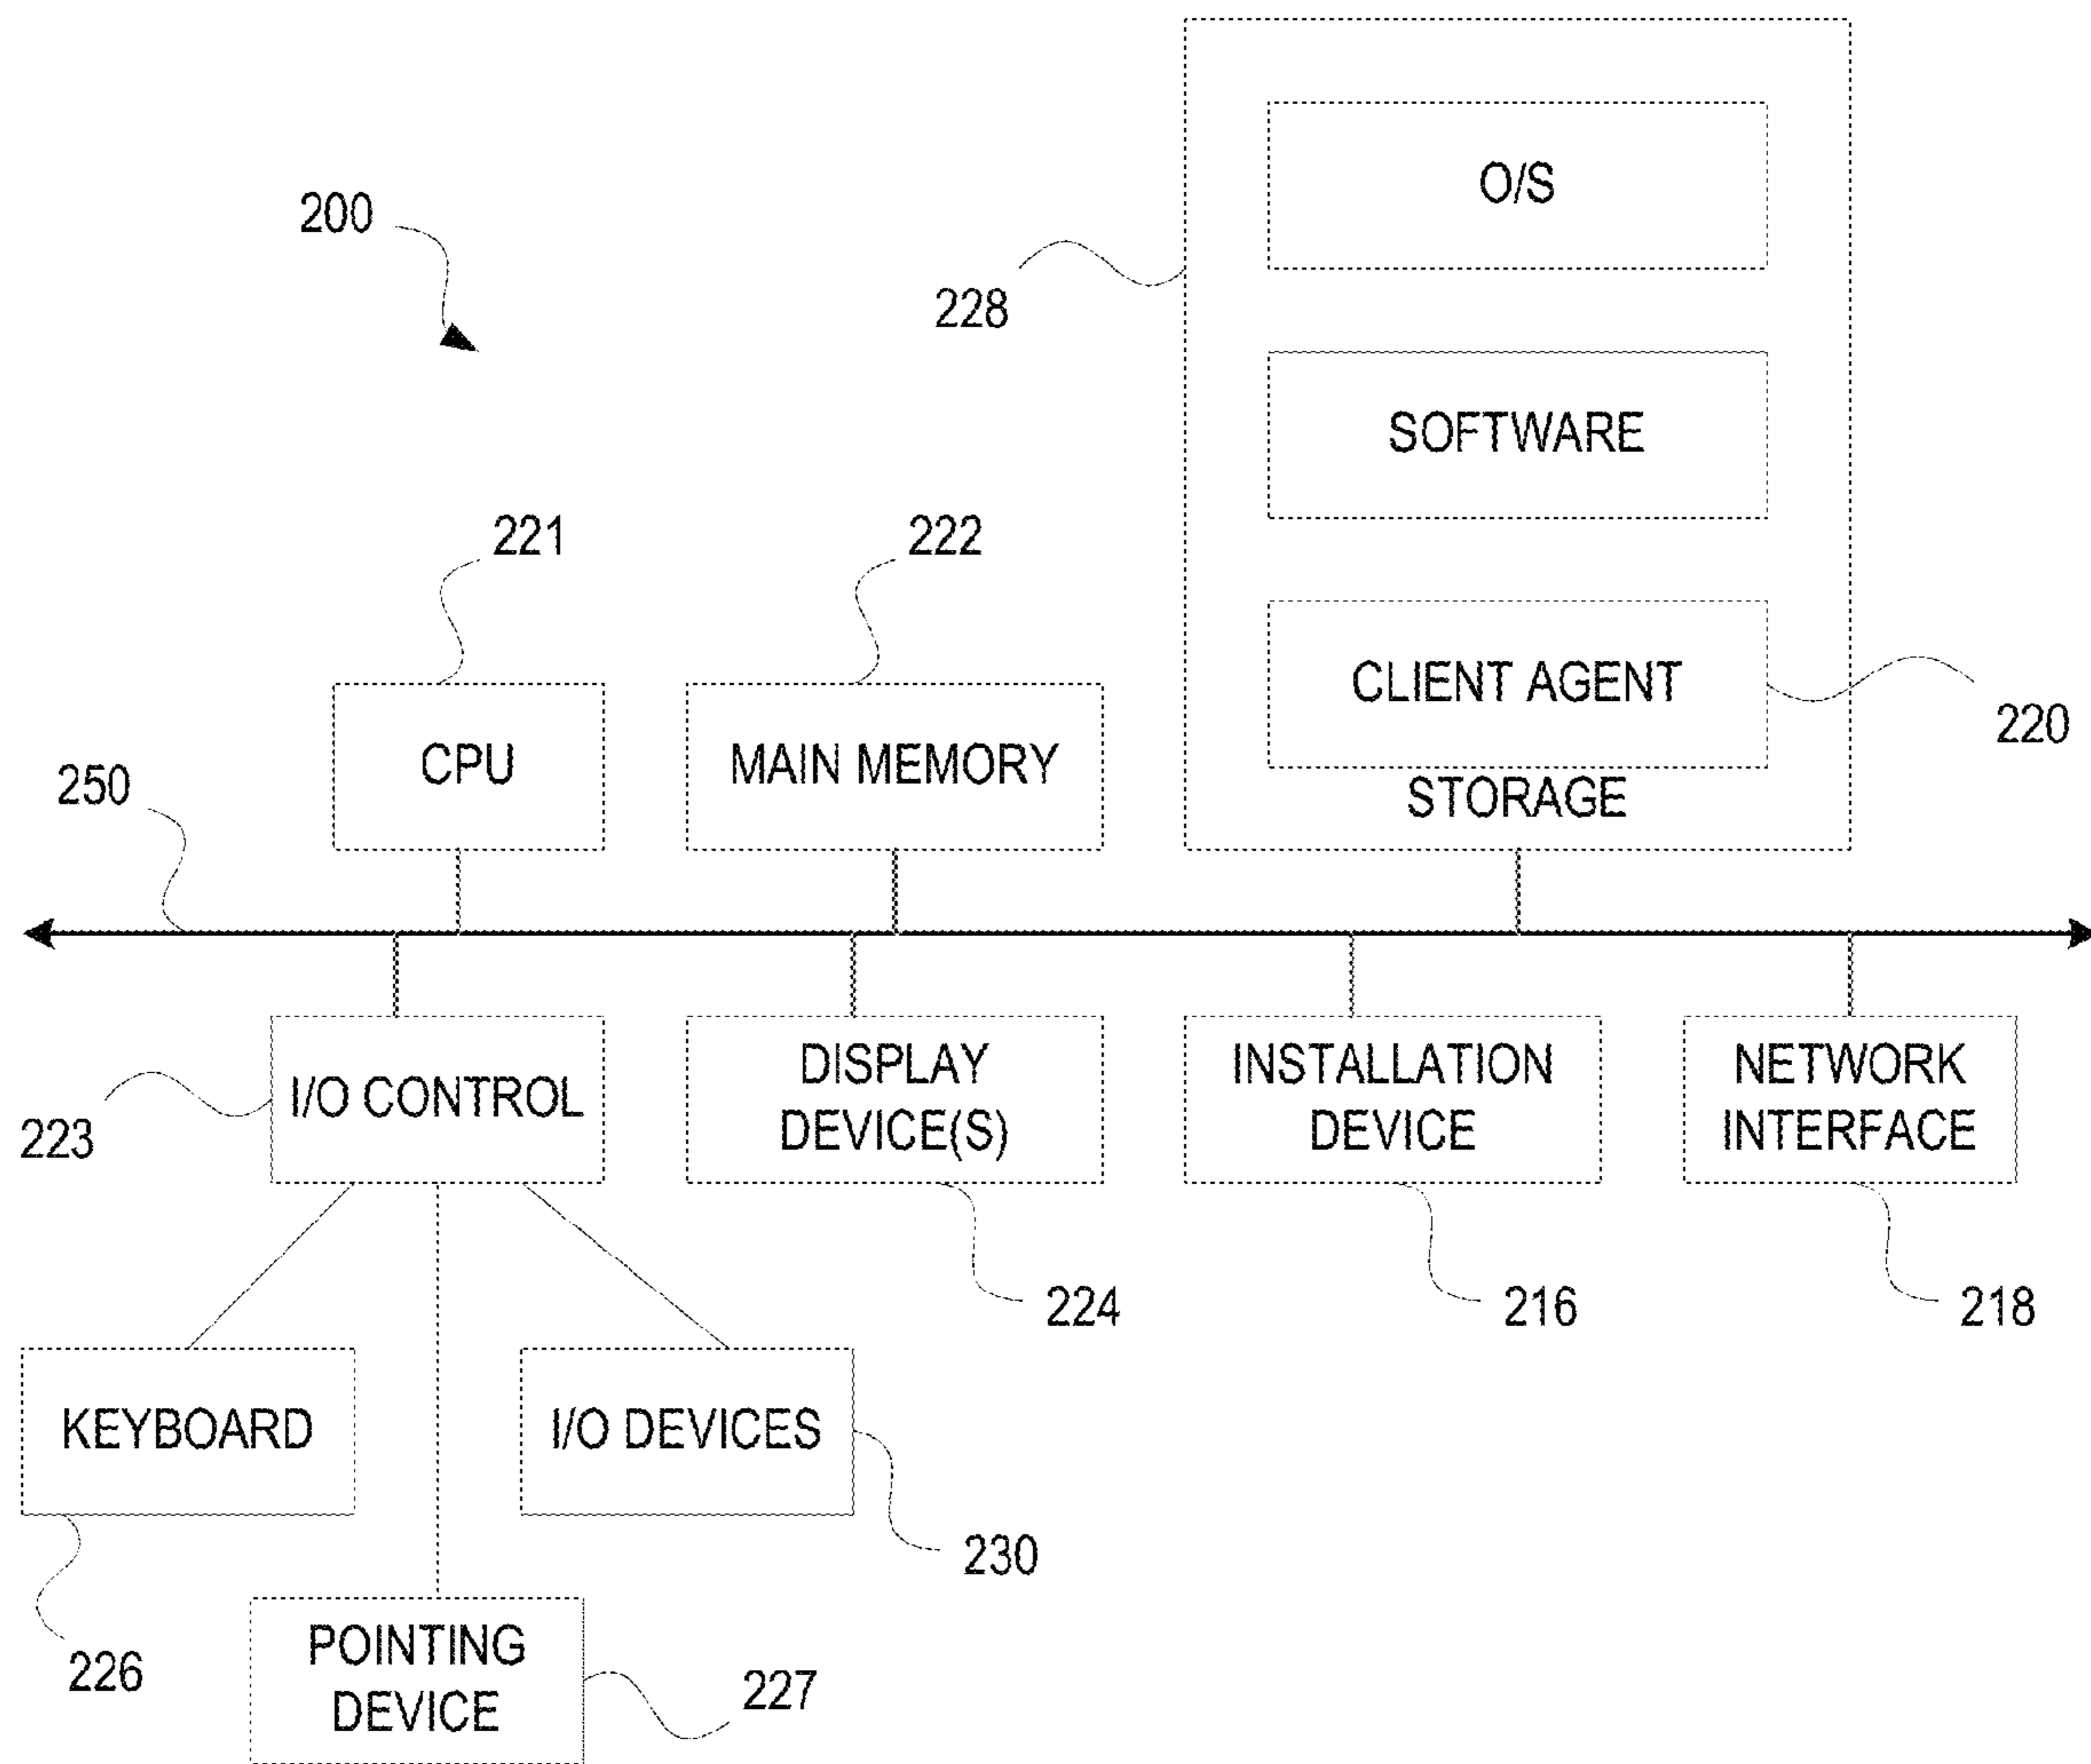 O/S
200
228
SOFTWARE
221
222
CLIENT AGENT
220
CPU
MAIN MEMORY
250
STORAGE
I/O CONTROL
223
DISPLAY
DEVICE(S)
INSTALLATION
DEVICE
NETWORK
INTERFACE
224
216
218
KEYBOARD
I/O DEVICES
230
226
POINTING
DEVICE
227